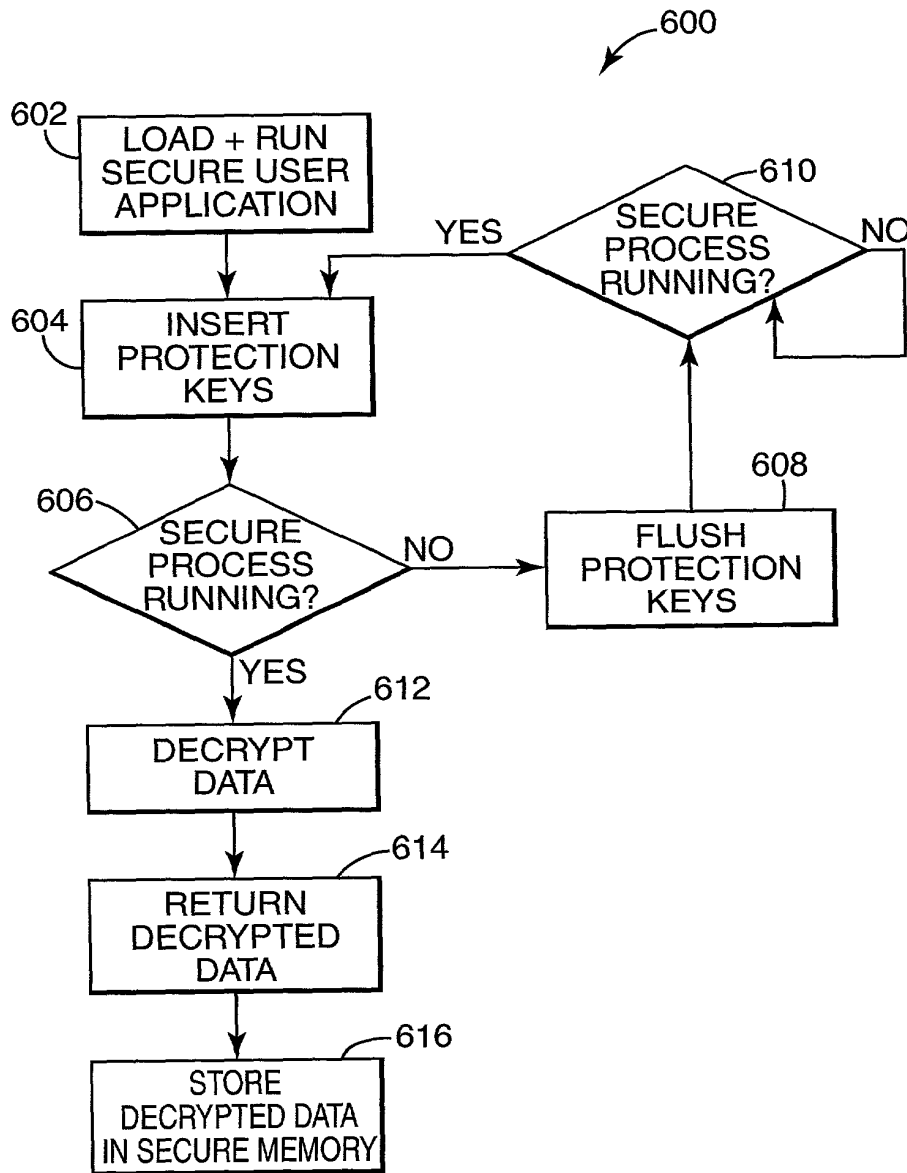 600
602
LOAD + RUN
SECURE USER
APPLICATION
610
SECURE
PROCESS
RUNNING?
YES
NO
604
INSERT
PROTECTION
KEYS
606
SECURE
PROCESS
RUNNING?
NO
608
FLUSH
PROTECTION
KEYS
YES
612
DECRYPT
DATA
614
RETURN
DECRYPTED
DATA
616
STORE
DECRYPTED DATA
IN SECURE MEMORY